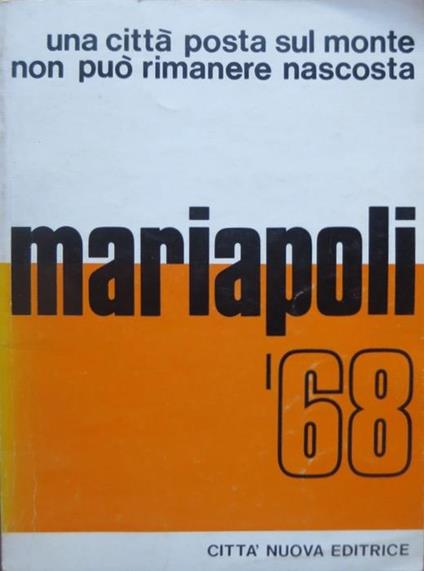 una città posta sul monte
non può rimanere nascosta
mariapoli
'68
CITTA' NUOVA EDITRICE